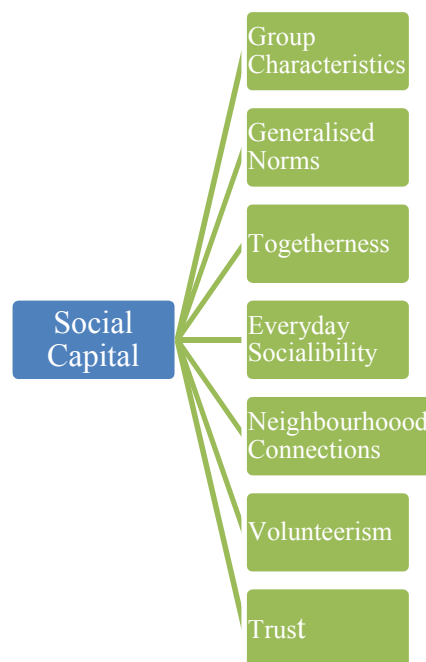 Group
Characteristics
Generalised
Norms
Togetherness
Social
Capital
Everyday
Socialibility
Neighbourhoood
Connections
Volunteerism
Trust